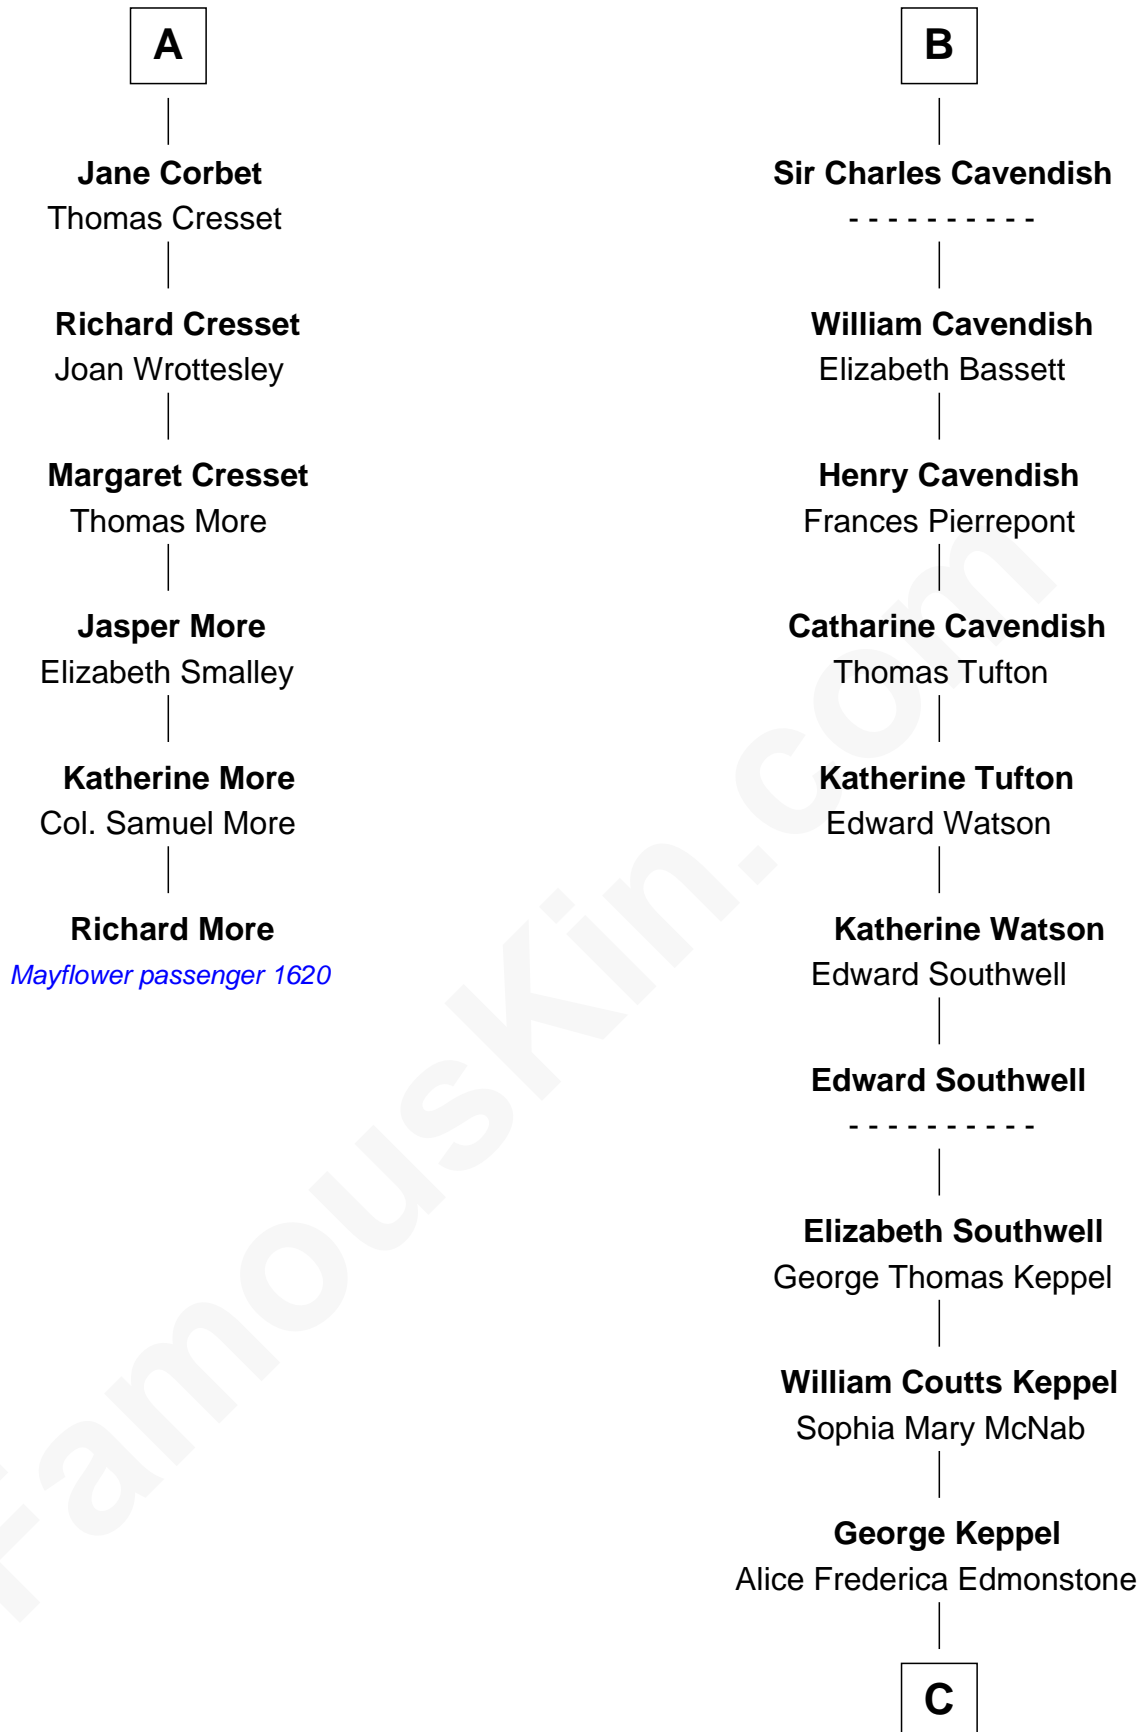 A
Jane Corbet
Thomas Cresset
Richard Cresset
Joan Wrottesley
Margaret Cresset
Thomas More
Jasper More
Elizabeth Smalley
Katherine More
Col. Samuel More
Richard More
Mayflower passenger 1620
B
Sir Charles Cavendish
- - - - - - - - - -
William Cavendish
Elizabeth Bassett
Henry Cavendish
Frances Pierrepont
Catharine Cavendish
Thomas Tufton
Katherine Tufton
Edward Watson
Katherine Watson
Edward Southwell
Edward Southwell
- - - - - - - - - -
Elizabeth Southwell
George Thomas Keppel
William Coutts Keppel
Sophia Mary McNab
George Keppel
Alice Frederica Edmonstone
C
FamousKin.com